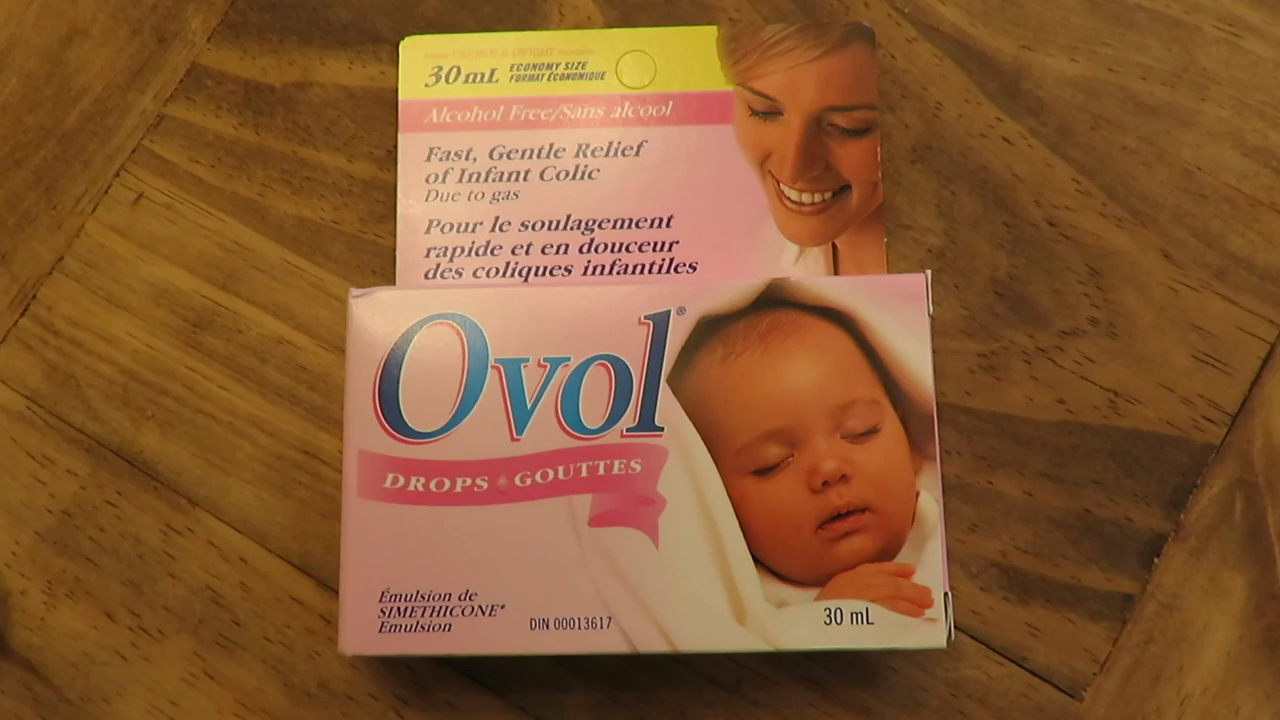 30 mL ECONOMY SIZE
FORMAT ÉCONOMIQUE
Alcohol Free/Sans alcool
Fast, Gentle Relief
of Infant Colic
Due to gas
Pour le soulagement
rapide et en douceur
des coliques infantiles
Ovol®
DROPS GOUTTES
Émulsion de
SIMETHICONE*
Emulsion
DIN 00013617
30 mL